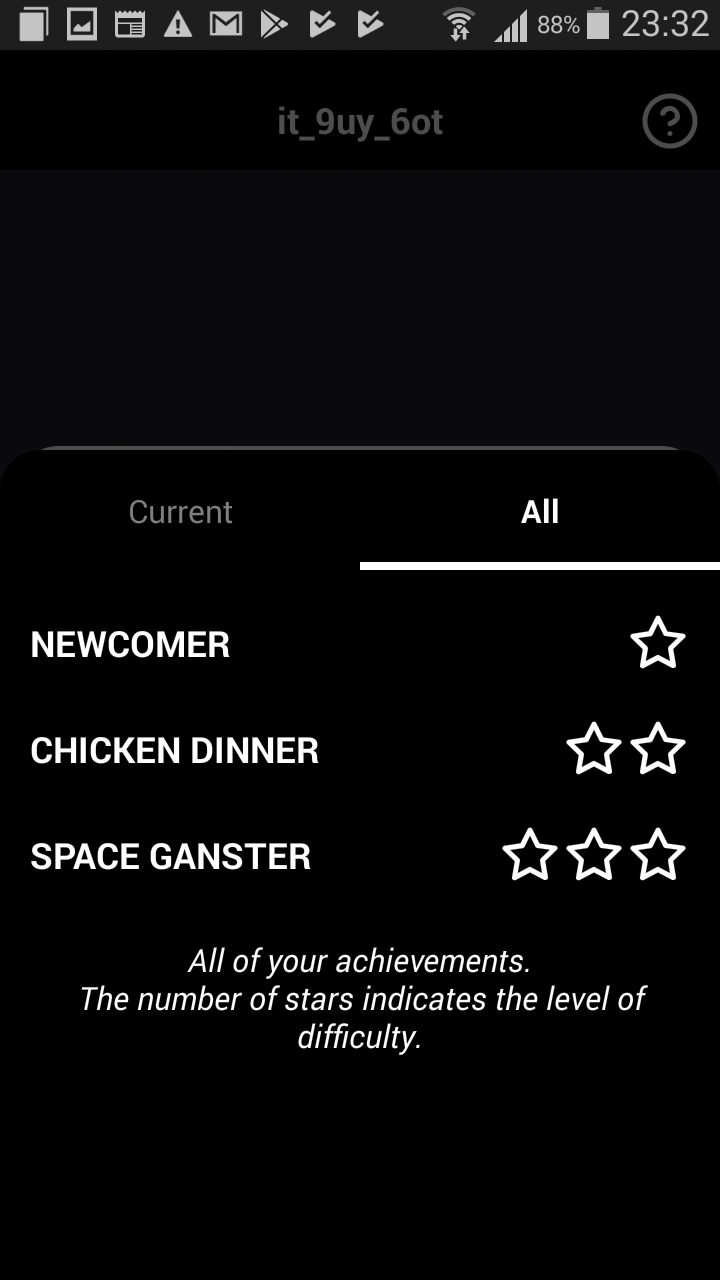 88% 23:32
it_9uy_6ot
Current All
NEWCOMER
CHICKEN DINNER
SPACE GANSTER
All of your achievements.
The number of stars indicates the level of
difficulty.